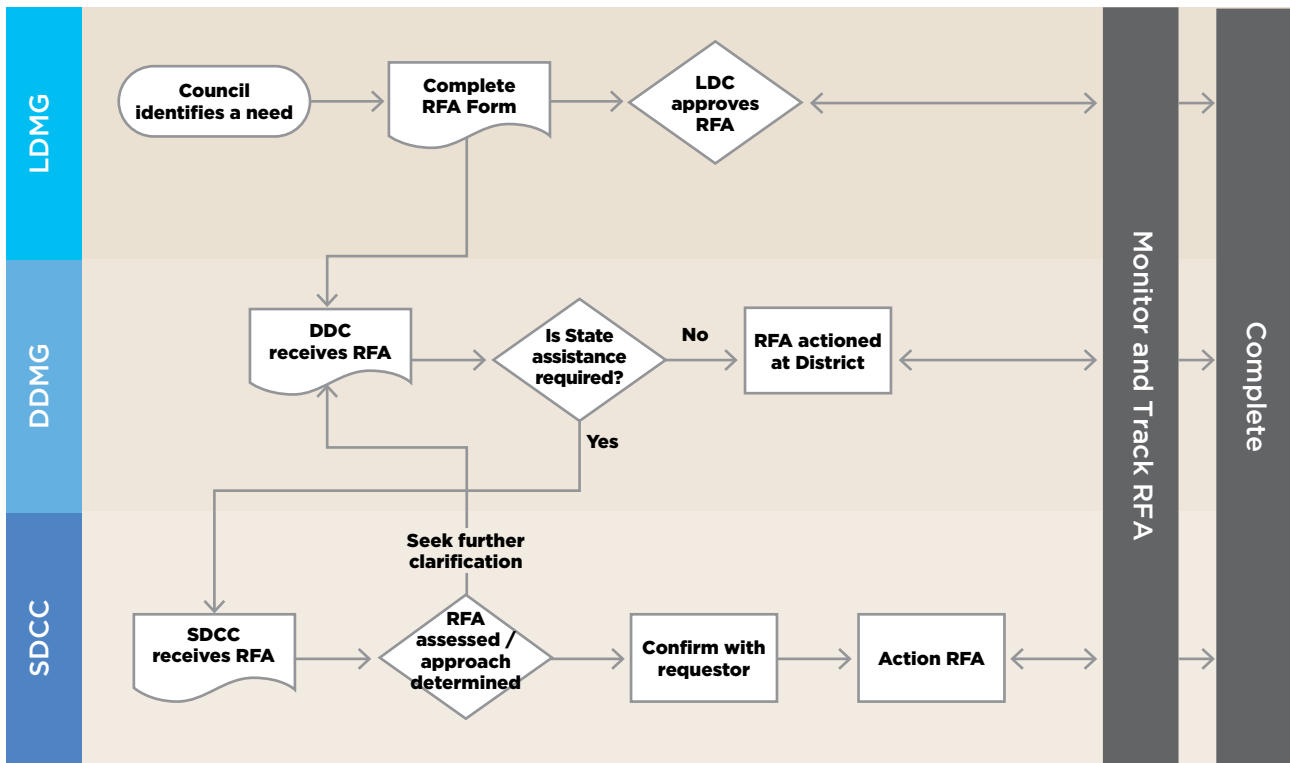 LDMG
Council
identifies a need
Complete
RFA Form
LDC
approves
RFA
DDMG
DDC
receives RFA
Is State
assistance
required?
No
RFA actioned
at District
Yes
SDCC
Seek further
clarification
SDCC
receives RFA
RFA
assessed /
approach
determined
Confirm with
requestor
Action RFA
Monitor and Track RFA
Complete